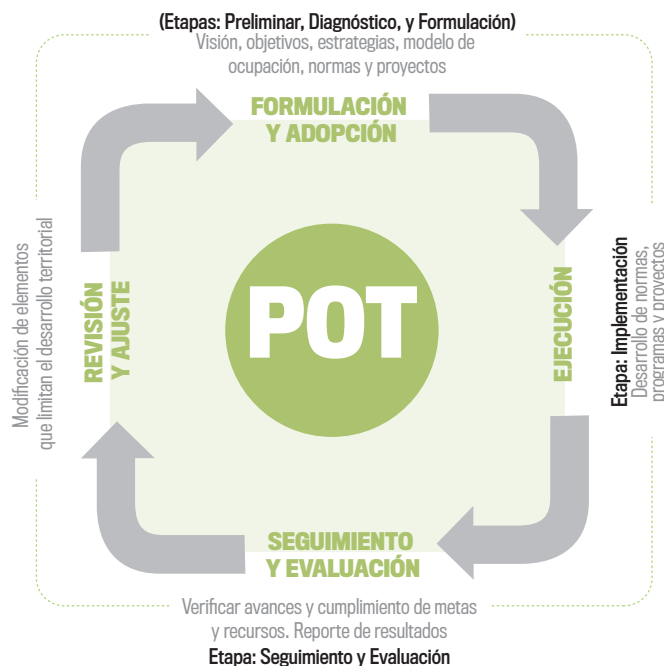 (Etapas: Preliminar, Diagnóstico, y Formulación)
Visión, objetivos, estrategias, modelo de
ocupación, normas y proyectos
FORMULACIÓN
Y ADOPCIÓN
Etapa: Implementación
Desarrollo de normas,
programas y proyectos
EJECUCIÓN
POT
REVISIÓN
Y AJUSTE
Modificación de elementos
que limitan el desarrollo territorial
SEGUIMIENTO
Y EVALUACIÓN
Verificar avances y cumplimiento de metas
y recursos. Reporte de resultados
Etapa: Seguimiento y Evaluación